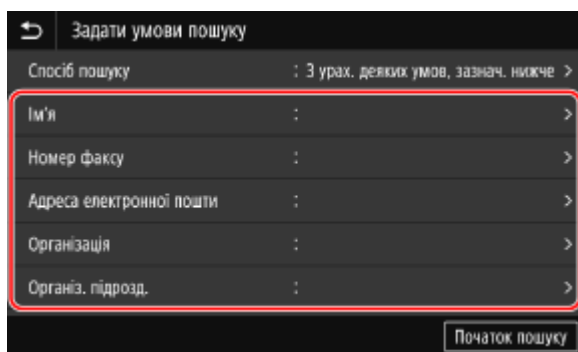 Задати умови пошуку
Спосіб пошуку : З урах. деяких умов, зазнач. нижче >
Ім'я : >
Номер факсу : >
Адреса електронної пошти : >
Організація : >
Організ. підрозд. : >
Початок пошуку